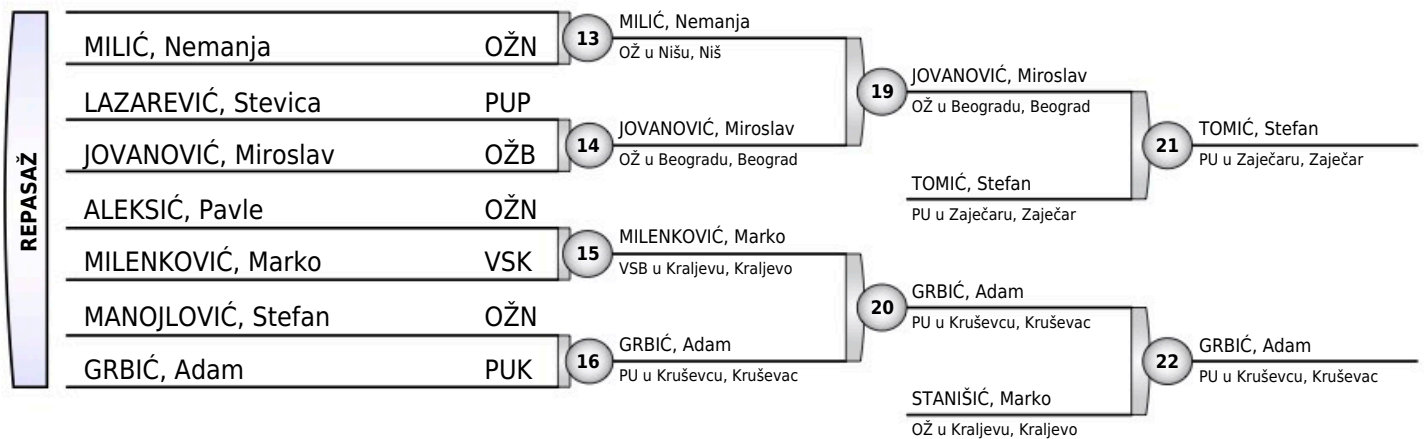 REPASAŽ
MILIĆ, Nemanja OŽN
LAZAREVIĆ, Stevica PUP
JOVANOVIĆ, Miroslav OŽB
ALEKSIĆ, Pavle OŽN
MILENKOVIĆ, Marko VSK
MANOJLOVIĆ, Stefan OŽN
GRBIĆ, Adam PUK
13
MILIĆ, Nemanja
OŽ u Nišu, Niš
14
JOVANOVIĆ, Miroslav
OŽ u Beogradu, Beograd
15
MILENKOVIĆ, Marko
VSB u Kraljevu, Kraljevo
16
GRBIĆ, Adam
PU u Kruševcu, Kruševac
19
JOVANOVIĆ, Miroslav
OŽ u Beogradu, Beograd
TOMIĆ, Stefan
PU u Zaječaru, Zaječar
20
GRBIĆ, Adam
PU u Kruševcu, Kruševac
STANIŠIĆ, Marko
OŽ u Kraljevu, Kraljevo
21
TOMIĆ, Stefan
PU u Zaječaru, Zaječar
22
GRBIĆ, Adam
PU u Kruševcu, Kruševac